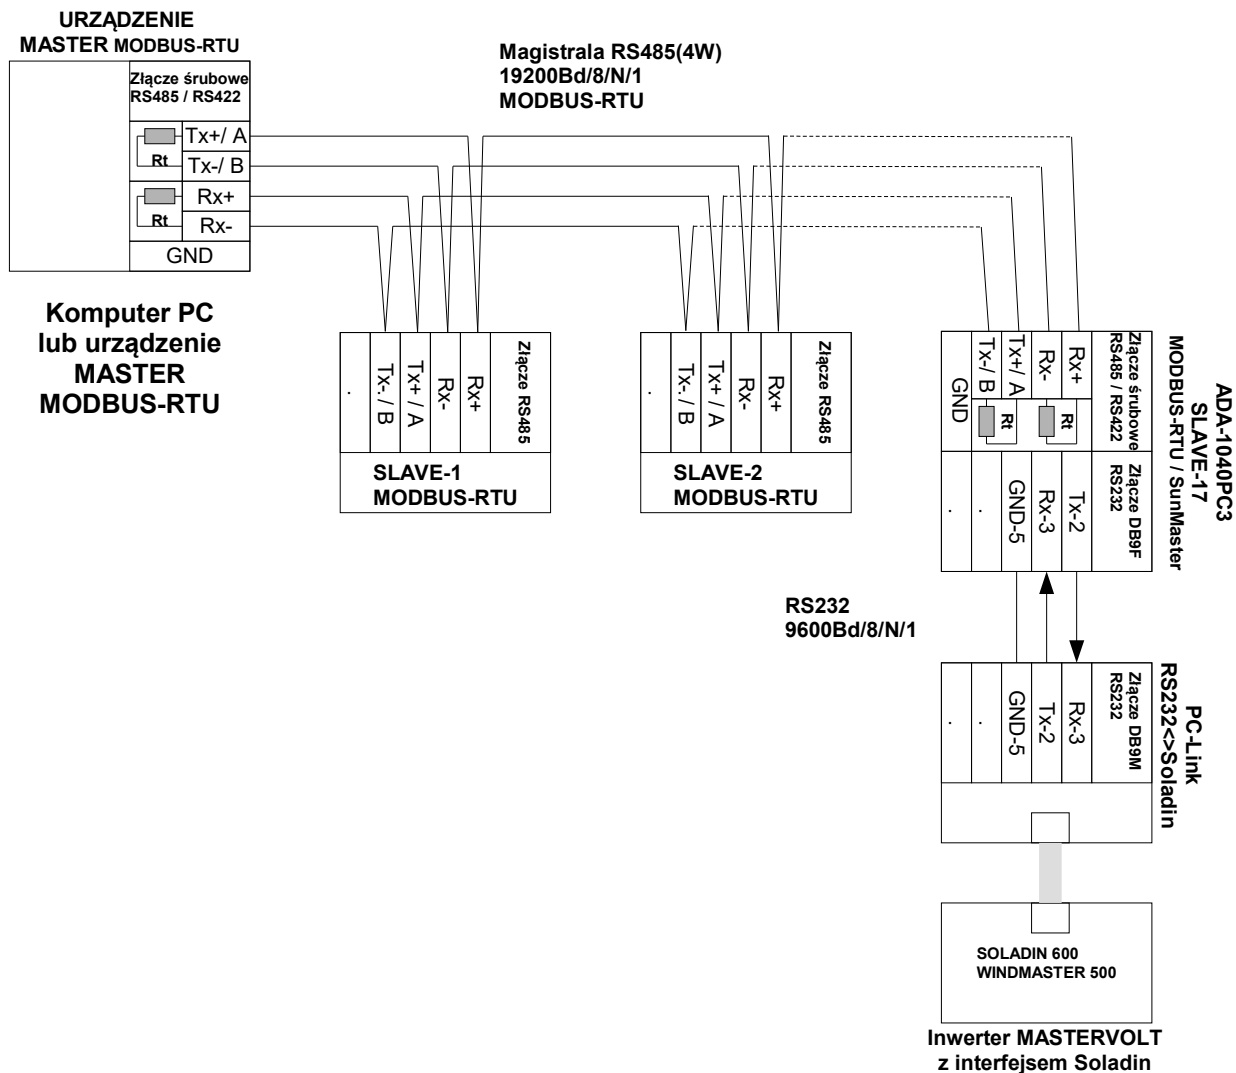 URZĄDZENIE
MASTER MODBUS-RTU
Złącze śrubowe
RS485 / RS422
Tx+/ A
Rt
Tx-/ B
Rx+
Rt
Rx-
GND
Komputer PC
lub urządzenie
MASTER
MODBUS-RTU
Magistrala RS485(4W)
19200Bd/8/N/1
MODBUS-RTU
.
Tx-. / B
Tx+ / A
Rx-
Rx+
Złącze RS485
SLAVE-1
MODBUS-RTU
.
Tx-. / B
Tx+ / A
Rx-
Rx+
Złącze RS485
SLAVE-2
MODBUS-RTU
GND
Tx-/ B
Tx+/ A
Rx-
Rx+
Złącze śrubowe
RS485 / RS422
Rt
Rt
.
.
GND-5
Rx-3
Tx-2
Złącze DB9F
RS232
ADA-1040PC3
SLAVE-17
MODBUS-RTU / SunMaster
RS232
9600Bd/8/N/1
.
.
GND-5
Tx-2
Rx-3
Złącze DB9M
RS232
PC-Link
RS232<>Soladin
SOLADIN 600
WINDMASTER 500
Inwerter MASTERVOLT
z interfejsem Soladin